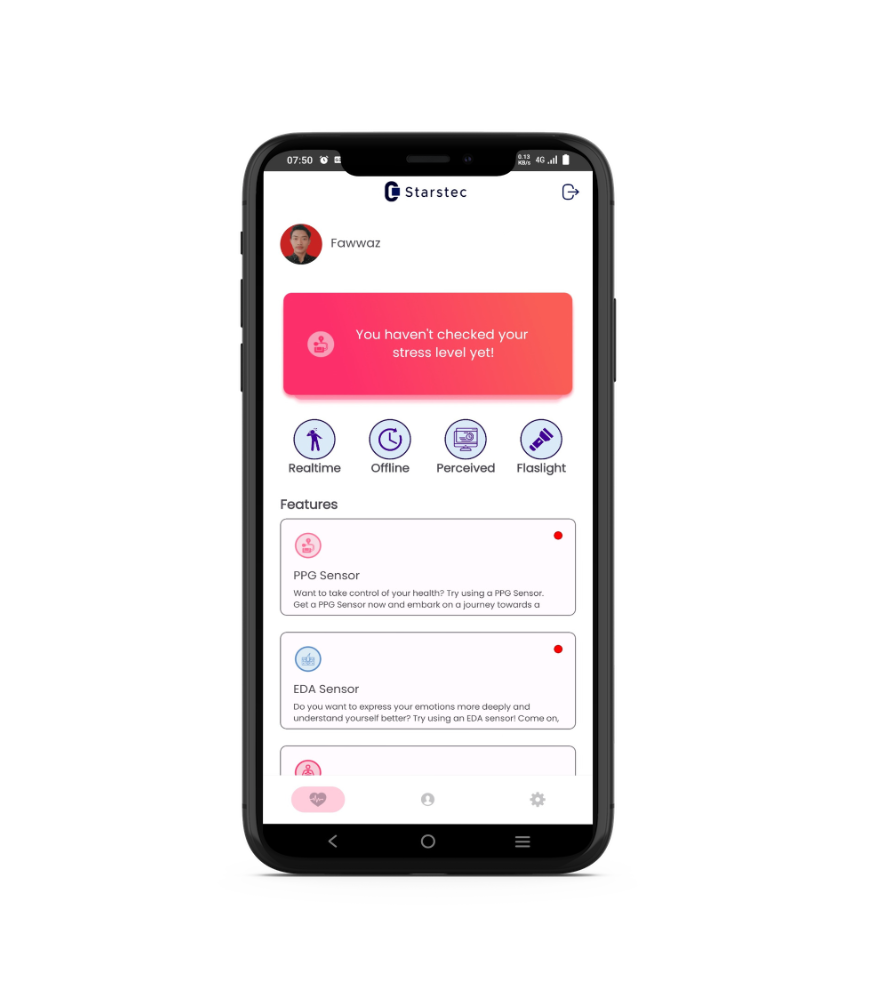 07:50
0.13
KB/s
4G
Starstec
Fawwaz
You haven't checked your
stress level yet!
Realtime
Offline
Perceived
Flaslight
Features
PPG Sensor
Want to take control of your health? Try using a PPG Sensor.
Get a PPG Sensor now and embark on a journey towards a
EDA Sensor
Do you want to express your emotions more deeply and
understand yourself better? Try using an EDA sensor! Come on,